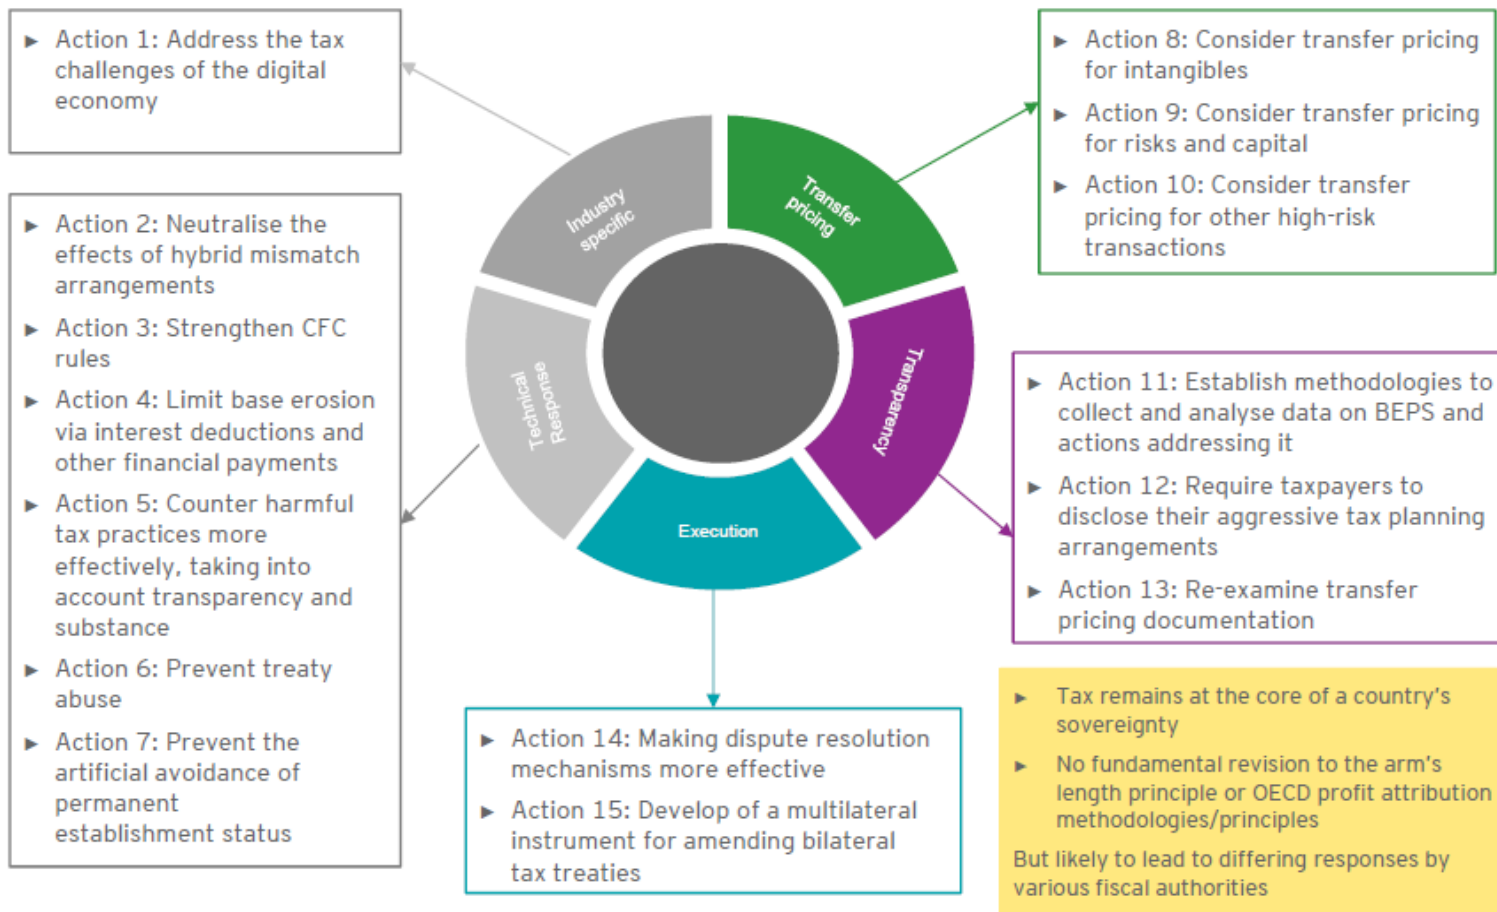 ► Action 1: Address the tax
challenges of the digital
economy
► Action 2: Neutralise the
effects of hybrid mismatch
arrangements
► Action 3: Strengthen CFC
rules
► Action 4: Limit base erosion
via interest deductions and
other financial payments
► Action 5: Counter harmful
tax practices more
effectively, taking into
account transparency and
substance
► Action 6: Prevent treaty
abuse
► Action 7: Prevent the
artificial avoidance of
permanent
establishment status
Industry
specific
Transfer
pricing
Technical
Response
Transparency
Execution
► Action 8: Consider transfer pricing
for intangibles
► Action 9: Consider transfer pricing
for risks and capital
► Action 10: Consider transfer
pricing for other high-risk
transactions
► Action 11: Establish methodologies to
collect and analyse data on BEPS and
actions addressing it
► Action 12: Require taxpayers to
disclose their aggressive tax planning
arrangements
► Action 13: Re-examine transfer
pricing documentation
► Action 14: Making dispute resolution
mechanisms more effective
► Action 15: Develop of a multilateral
instrument for amending bilateral
tax treaties
► Tax remains at the core of a country's
sovereignty
► No fundamental revision to the arm's
length principle or OECD profit attribution
methodologies/principles
But likely to lead to differing responses by
various fiscal authorities